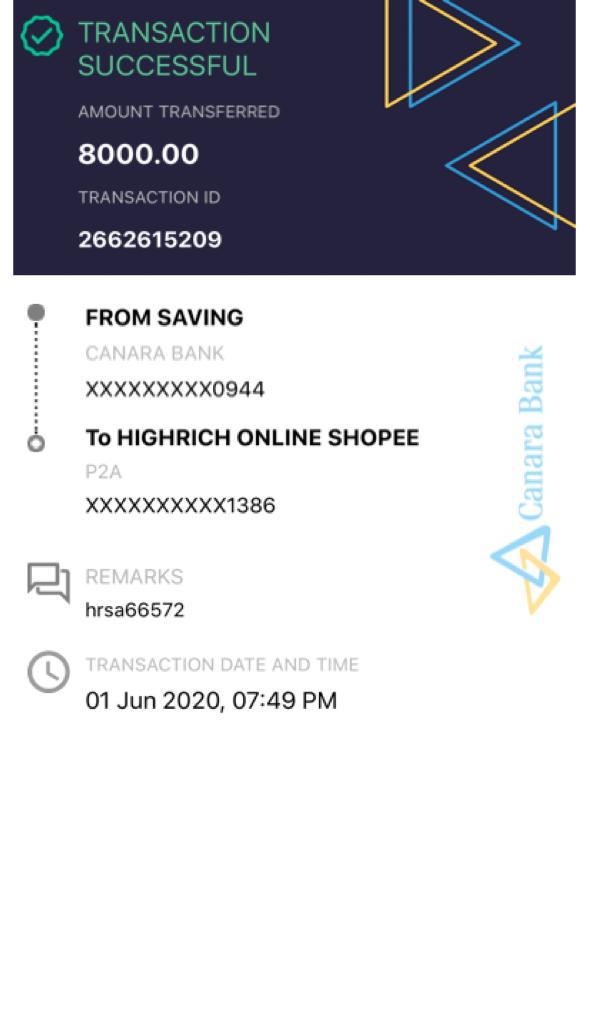 TRANSACTION
SUCCESSFUL
AMOUNT TRANSFERRED
8000.00
TRANSACTION ID
2662615209
FROM SAVING
CANARA BANK
XXXXXXXXX0944
To HIGHRICH ONLINE SHOPEE
P2A
XXXXXXXXXX1386
Canara Bank
REMARKS
hrsa66572
TRANSACTION DATE AND TIME
01 Jun 2020, 07:49 PM